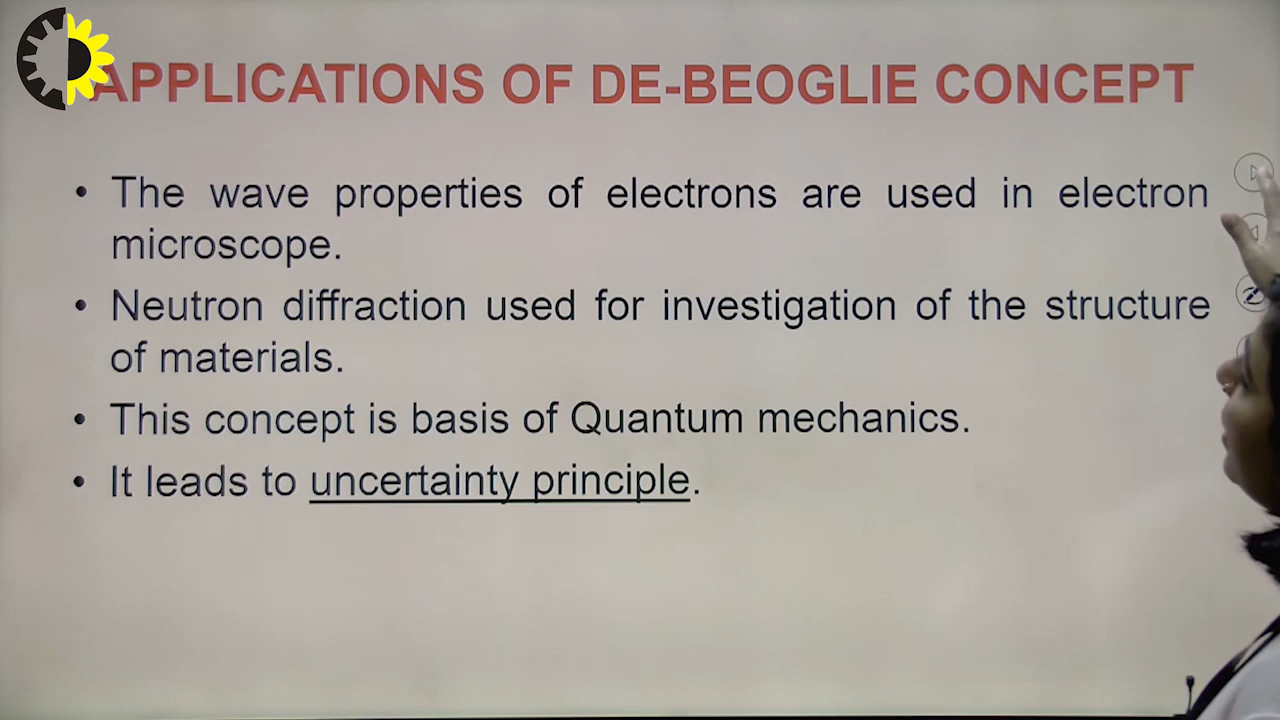 APPLICATIONS OF DE-BEOGLIE CONCEPT
• The wave properties of electrons are used in electron
microscope.
• Neutron diffraction used for investigation of the structure
of materials.
• This concept is basis of Quantum mechanics.
• It leads to uncertainty principle.